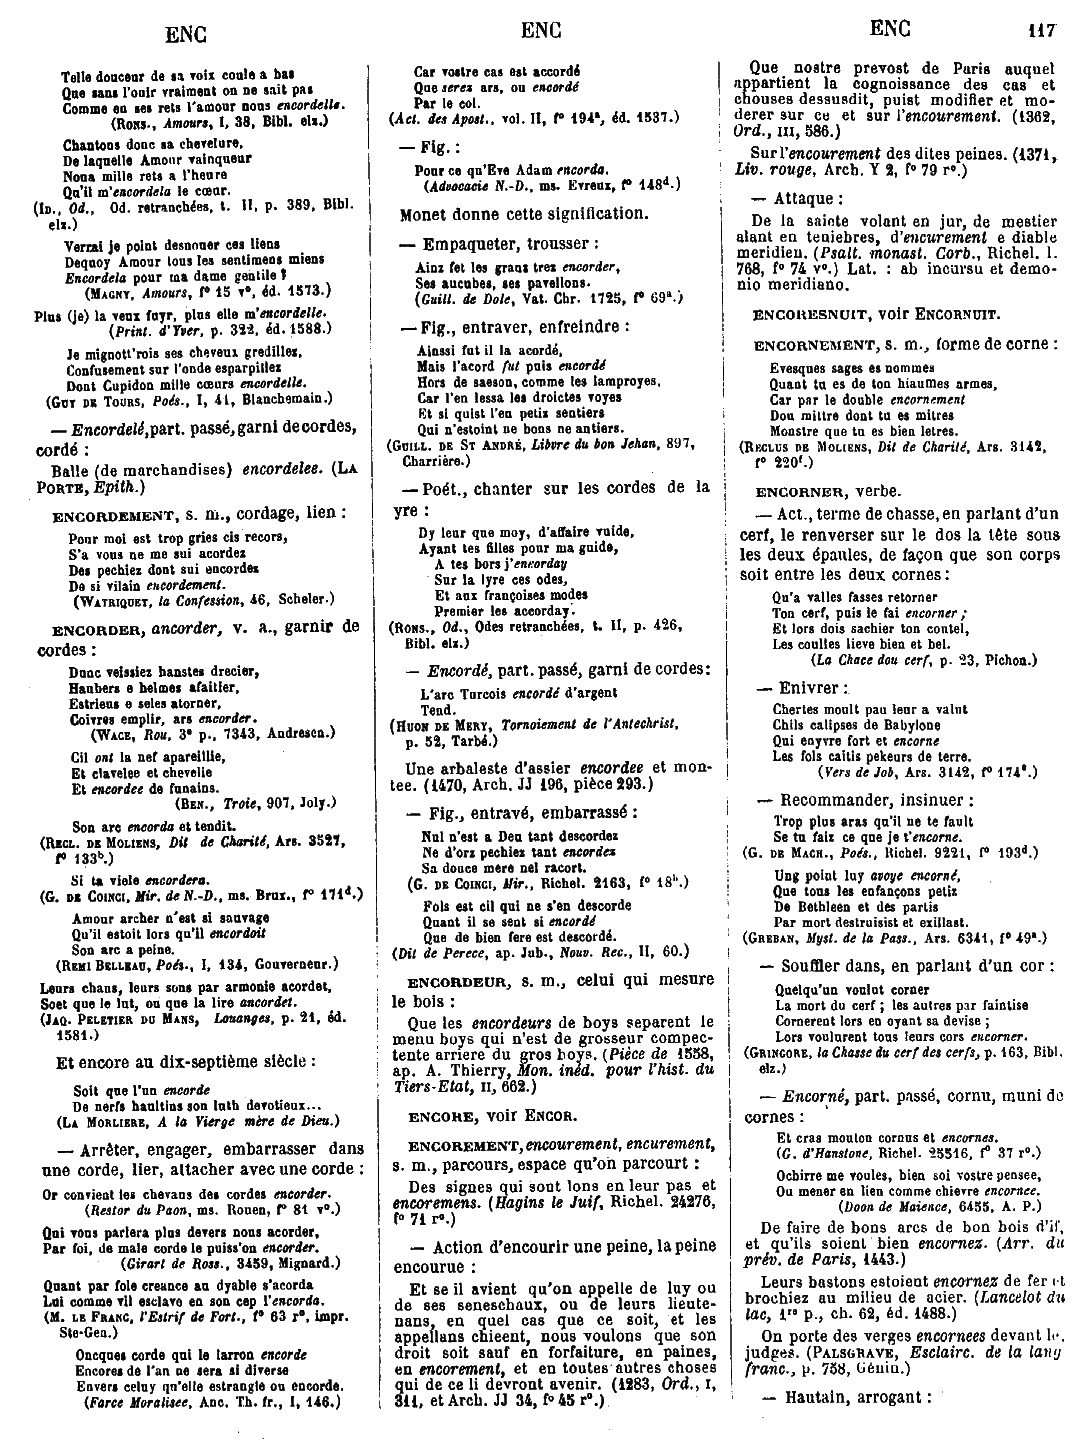 ENC
Telle douceur de sa voix coule a bas
Que sans l'ouir vraiment on ne sait pas
Comme en ses rets l'amour nous encordelle.
(RONS., Amours, I, 38, Bibl. elz.)
Chantons donc sa chevelure,
De laquelle Amour vainqueur
Noua mille rets a l'heure
Qu'il m'encordela le cœur.
(ID., Od., Od. retranchées, t. II, p. 389, Bibl.
elz.)
Verrai je point desnouer ces liens
Dequoy Amour tous les sentimens miens
Encordela pour ma dame gentile ?
(MAGNY, Amours, f° 15 v°, éd. 1573.)
Plus (je) la veux fuyr, plus elle m'encordelle.
(Print. d'Yver, p. 322, éd. 1588.)
Je mignott'rois ses cheveux gredillez,
Confusement sur l'onde esparpillez
Dont Cupidon mille cœurs encordelle.
(GUY DE TOURS, Poés., I, 41, Blanchemain.)
— Encordelé, part. passé, garni de cordes,
cordé :
Balle (de marchandises) encordelee. (LA
PORTE, Epith.)
ENCORDEMENT, s. m., cordage, lien :
Pour moi est trop gries cis recors,
S'a vous ne me sui acordez
Des pechiez dont sui encordez
De si vilain encordement.
(WATRIQUET, la Confession, 46, Scheler.)
ENCORDER, ancorder, v. a., garnir de
cordes :
Dunc veissiez hanstes drecier,
Haubers e helmes afaitier,
Estrieus e seles atorner,
Coivres emplir, ars encorder.
(WACE, Rou, 3e p., 7343, Andresen.)
Cil ont la nef apareillie,
Et clavelee et chevelie
Et encordee de funains.
(BEN., Troie, 907, Joly.)
Son arc encorda et tendit.
(RECL. DE MOLIENS, Dit de Charité, Ars. 3527,
f° 133b.)
Si ta viele encordera.
(G. DE COINCI, Mir. de N.-D., ms. Brux., f° 171d.)
Amour archer n'est si sauvage
Qu'il estoit lors qu'il encordoit
Son arc a peine.
(REMI BELLEAU, Poés., I, 134, Gouverneur.)
Leurs chans, leurs sons par armonie acordet,
Soet que le lut, ou que la lire ancordet.
(JAQ. PELETIER DU MANS, Louanges, p. 21, éd.
1581.)
Et encore au dix-septième siècle :
Soit que l'un encorde
De nerfs haultins son luth devotieux...
(LA MORLIERE, A la Vierge mère de Dieu.)
— Arrêter, engager, embarrasser dans
une corde, lier, attacher avec une corde :
Or convient les chevaus des cordes encorder.
(Restor du Paon, ms. Rouen, f° 81 v°.)
Qui vous parlera plus devers nous acorder,
Par foi, de male corde le puiss'on encorder.
(Girart de Ross., 3459, Mignard.)
Quant par fole creance au dyable s'acorda
Lui comme vil esclave en son cep l'encorda.
(M. LE FRANC, l'Estrif de Fort., f° 63 r°, impr.
Ste-Gen.)
Oncques corde qui le larron encorde
Encores de l'an ne sera si diverse
Envers celuy qu'elle estrangle ou encorde.
(Farce Moralisee, Anc. Th. fr., I, 146.)
ENC
Car vostre cas est accordé
Que serez ars, ou encordé
Par le col.
(Act. des Apost., vol. II, f° 194a, éd. 1537.)
— Fig. :
Pour ce qu'Eve Adam encorda.
(Advocacie N.-D., ms. Evreux, f° 148d.)
Monet donne cette signification.
— Empaqueter, trousser :
Ainz fet les granz trez encorder,
Ses aucubes, ses paveilons.
(Guill. de Dole, Vat. Chr. 1725, f° 69a.)
— Fig., entraver, enfreindre :
Ainssi fut il la acordé,
Mais l'acord fut puis encordé
Hors de saeson, comme les lamproyes,
Car l'en lessa les droictes voyes
Et si quist l'en petiz sentiers
Qui n'estoint ne bons ne antiers.
(GUILL. DE ST ANDRÉ, Libvre du bon Jehan, 897,
Charrière.)
— Poét., chanter sur les cordes de la
yre :
Dy leur que moy, d'affaire vuide,
Ayant tes filles pour ma guide,
A tes bors j'encorday
Sur la lyre ces odes,
Et aux françoises modes
Premier les accorday.
(RONS., Od., Odes retranchées, t. II, p. 426,
Bibl. elz.)
— Encordé, part. passé, garni de cordes :
L'arc Turcois encordé d'argent
Tend.
(HUON DE MERY, Tornoiement de l'Antechrist,
p. 52, Tarbé.)
Une arbaleste d'assier encordee et mon-
tee. (1470, Arch. JJ 196, pièce 293.)
— Fig., entravé, embarrassé :
Nul n'est a Deu tant descordez
Ne d'orz pechiez tant encordez
Sa douce mere nel racort.
(G. DE COINCI, Mir., Richel. 2163, f° 18b.)
Fols est cil qui ne s'en descorde
Quant il se sent si encordé
Que de bien fere est descordé.
(Dit de Perece, ap. Jub., Nouv. Rec., II, 60.)
ENCORDEUR, s. m., celui qui mesure
le bois :
Que les encordeurs de boys separent le
menu boys qui n'est de grosseur compec-
tente arriere du gros boys. (Pièce de 1558,
ap. A. Thierry, Mon. inéd. pour l'hist. du
Tiers-Etat, II, 662.)
ENCORE, voir ENCOR.
ENCOREMENT, encourement, encurement,
s. m., parcours, espace qu'on parcourt :
Des signes qui sont lons en leur pas et
encoremens. (Hagins le Juif, Richel. 24276,
f° 71 r°.)
— Action d'encourir une peine, la peine
encourue :
Et se il avient qu'on appelle de luy ou
de ses seneschaux, ou de leurs lieute-
nans, en quel cas que ce soit, et les
appellans chieent, nous voulons que son
droit soit sauf en forfaiture, en paines,
en encorement, et en toutes autres choses
qui de ce li devront avenir. (1283, Ord., I,
311, et Arch. JJ 34, f° 45 r°.)
ENC 117
Que nostre prevost de Paris auquel
appartient la cognoissance des cas et
chouses dessusdit, puist modifier et mo-
derer sur ce et sur l'encourement. (1362,
Ord., III, 586.)
Sur l'encourement des dites peines. (1371,
Liv. rouge, Arch. Y 2, f° 79 r°.)
— Attaque :
De la saiete volant en jur, de mestier
alant en teniebres, d'encurement e diable
meridien. (Psalt. monast. Corb., Richel. l.
768, f° 74 v°.) Lat. : ab incursu et demo-
nio meridiano.
ENCORESNUIT, voir ENCORNUIT.
ENCORNEMENT, s. m., forme de corne :
Evesques sages es nommes
Quant tu es de ton hiaumes armes,
Car par le double encornement
Dou mittre dont tu es mitres
Monstre que tu es bien letres.
(RECLUS DE MOLIENS, Dit de Charité, Ars. 3142,
f° 220f.)
ENCORNER, verbe.
— Act., terme de chasse, en parlant d'un
cerf, le renverser sur le dos la tête sous
les deux épaules, de façon que son corps
soit entre les deux cornes :
Qu'a valles fasses retorner
Ton cerf, puis le fai encorner ;
Et lors dois sachier ton coutel,
Les coulles lieve bien et bel.
(La Chace dou cerf, p. 23, Pichon.)
— Enivrer :
Chertes moult pau leur a valut
Chils calipses de Babylone
Qui enyvre fort et encorne
Les fols caitis pekeurs de terre.
(Vers de Job, Ars. 3142, f° 174e.)
— Recommander, insinuer :
Trop plus aras qu'il ne te fault
Se tu faiz ce que je t'encorne.
(G. DE MACH., Poés., Richel. 9221, f° 193d.)
Ung point luy avoye encorné,
Que tous les enfançons petiz
De Bethleen et des partis
Par mort destruisist et exillast.
(GREBAN, Myst. de la Pass., Ars. 6341, f° 49a.)
— Souffler dans, en parlant d'un cor :
Quelqu'un voulut corner
La mort du cerf ; les autres par faintise
Cornerent lors en oyant sa devise ;
Lors voulurent tous leurs cors encorner.
(GRINGORE, la Chasse du cerf des cerfs, p. 163, Bibl.
elz.)
— Encorné, part. passé, cornu, muni de
cornes :
Et cras mouton cornus et encornes.
(G. d'Hanstone, Richel. 25516, f° 37 r°.)
Ochirre me voules, bien soi vostre pensee,
Ou mener en lien comme chievre encornee.
(Doon de Maience, 6455, A. P.)
De faire de bons arcs de bon bois d'if,
et qu'ils soient bien encornez. (Arr. du
prév. de Paris, 1443.)
Leurs bastons estoient encornez de fer et
brochiez au milieu de acier. (Lancelot du
lac, 1re p., ch. 62, éd. 1488.)
On porte des verges encornees devant le.
judges. (PALSGRAVE, Esclairc. de la lang
franc., p. 758, Génin.)
— Hautain, arrogant :